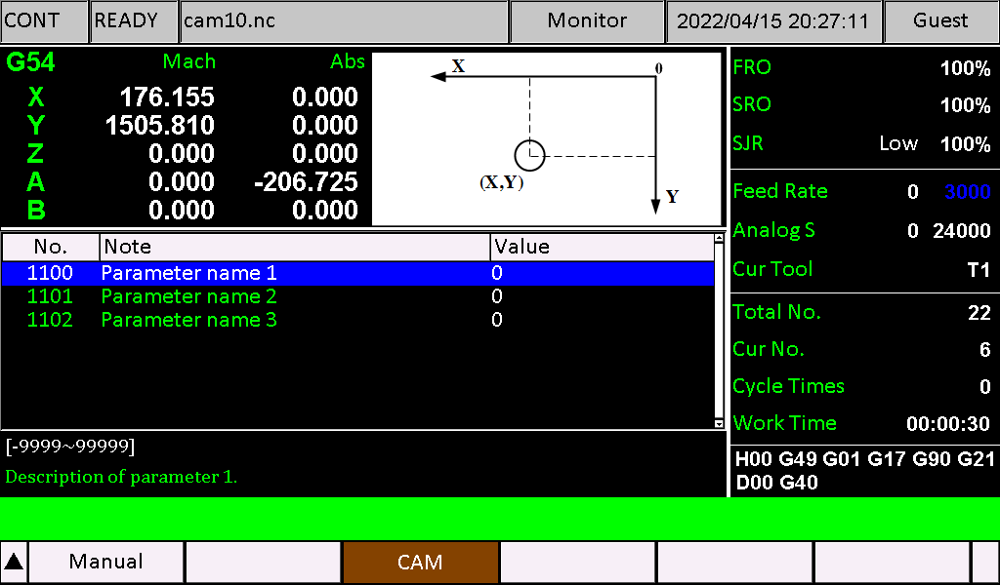 CONT READY cam10.nc Monitor 2022/04/15 20:27:11 Guest
G54 Mach Abs
X 176.155 0.000
Y 1505.810 0.000
Z 0.000 0.000
A 0.000 -206.725
B 0.000 0.000
X 0
(X,Y)
Y
FRO 100%
SRO 100%
SJR Low 100%
Feed Rate 0 3000
Analog S 0 24000
Cur Tool T1
Total No. 22
Cur No. 6
Cycle Times 0
Work Time 00:00:30
H00 G49 G01 G17 G90 G21
D00 G40
No. Note Value
1100 Parameter name 1 0
1101 Parameter name 2 0
1102 Parameter name 3 0
[-9999~99999]
Description of parameter 1.
Manual CAM